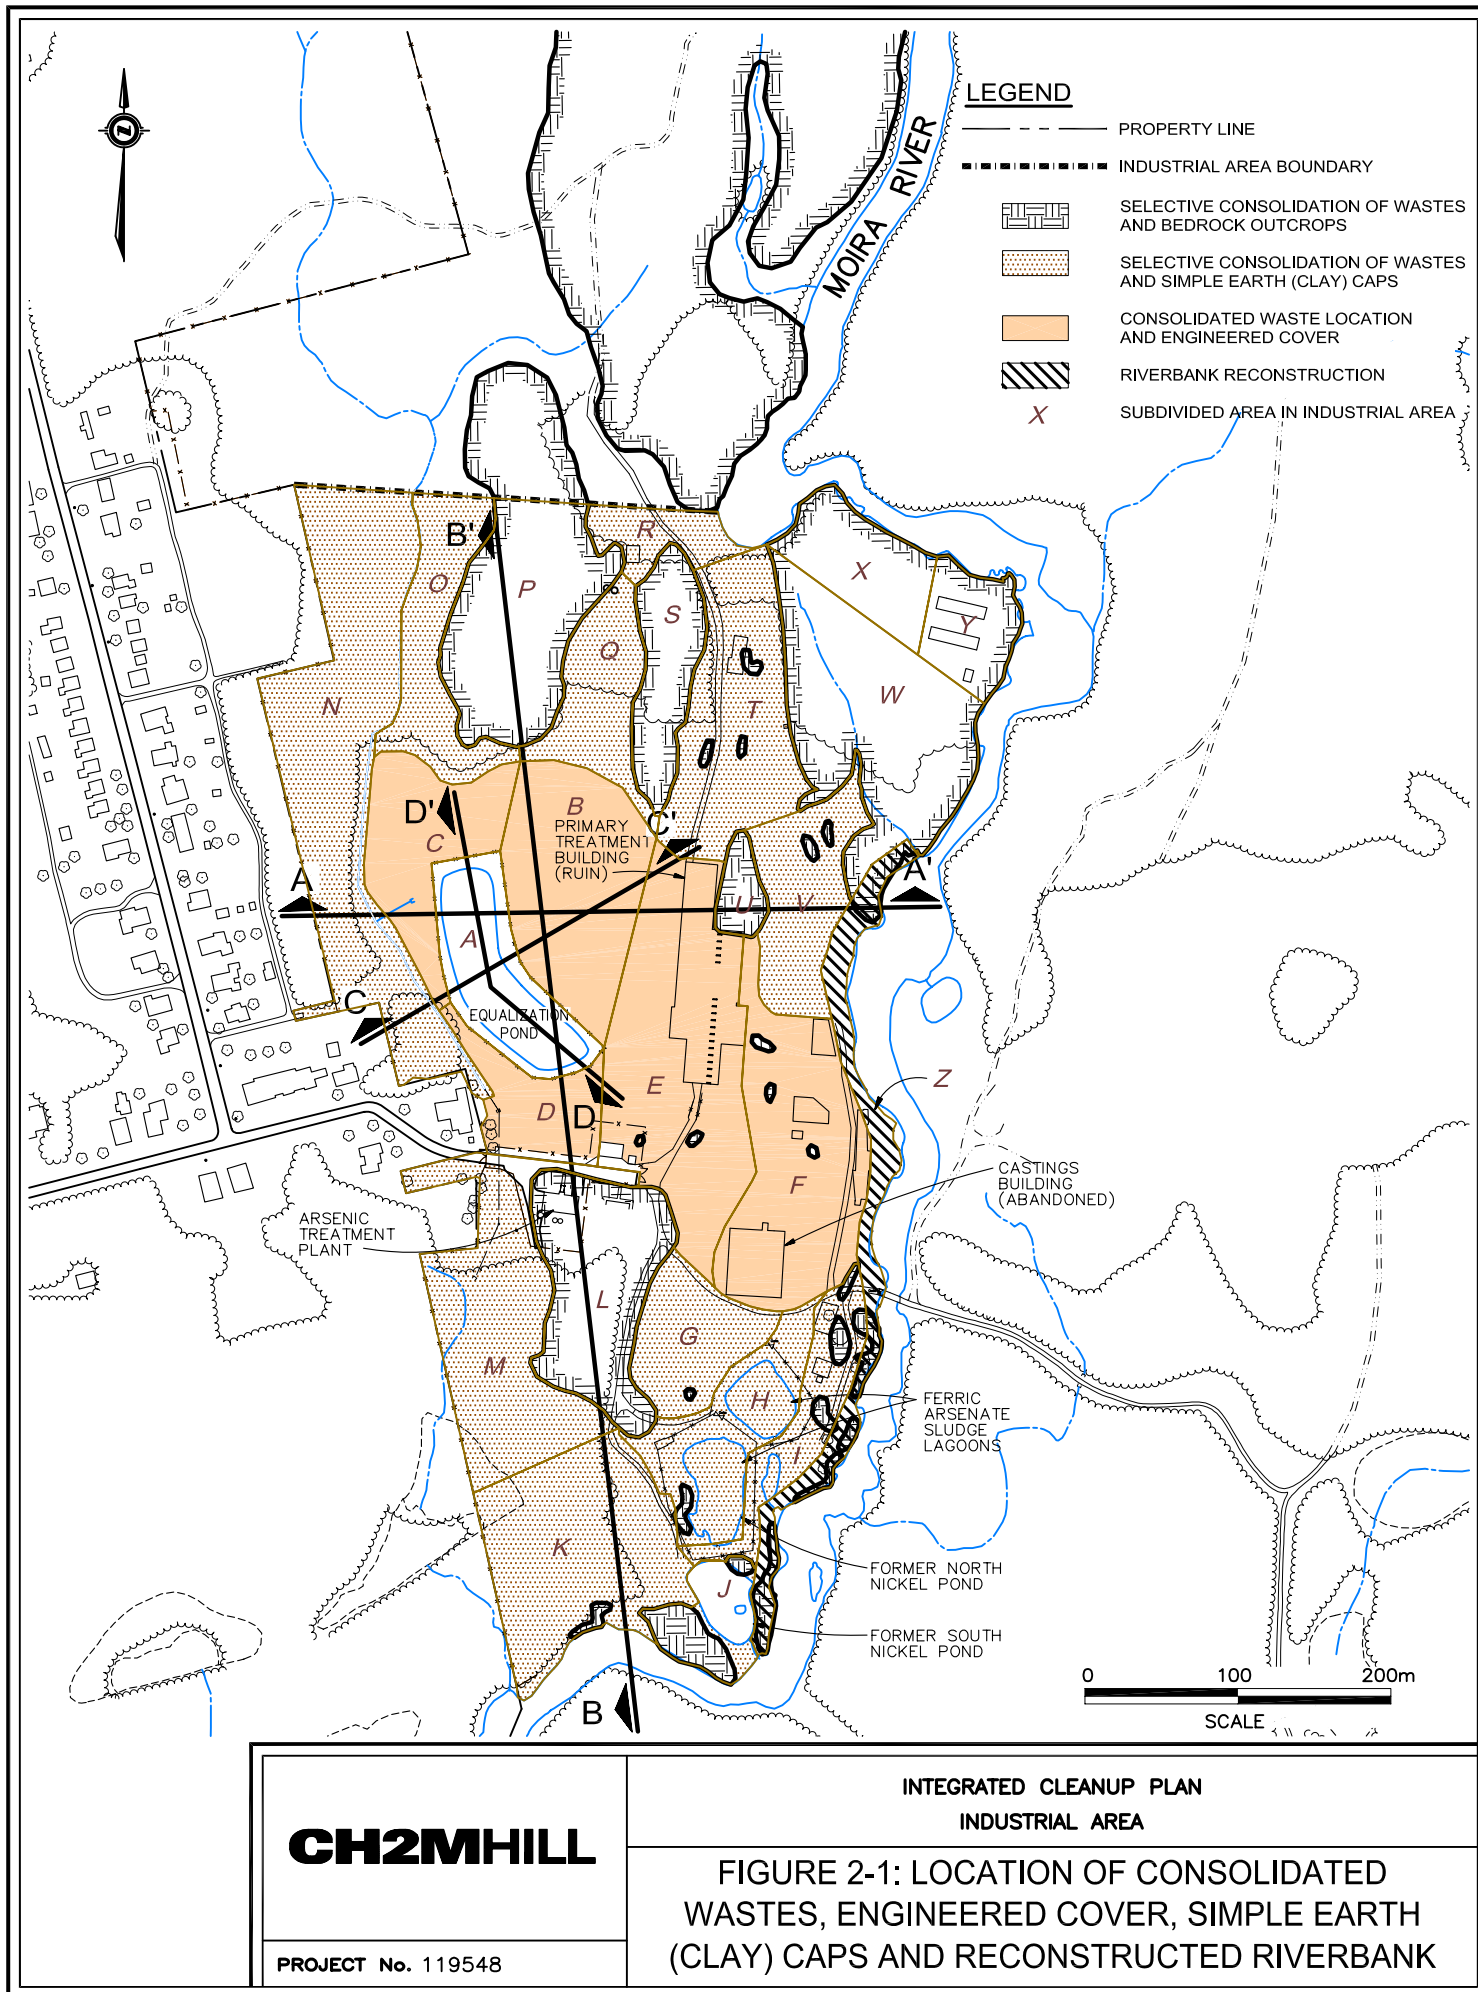 LEGEND
PROPERTY LINE
INDUSTRIAL AREA BOUNDARY
SELECTIVE CONSOLIDATION OF WASTES
AND BEDROCK OUTCROPS
SELECTIVE CONSOLIDATION OF WASTES
AND SIMPLE EARTH (CLAY) CAPS
CONSOLIDATED WASTE LOCATION
AND ENGINEERED COVER
RIVERBANK RECONSTRUCTION
X
SUBDIVIDED AREA IN INDUSTRIAL AREA
Z
MOIRA RIVER
B'
O
P
R
S
Q
X
Y
N
T
W
D'
C
B
PRIMARY
TREATMENT
BUILDING
(RUIN)
C'
A
A'
U
V
A
C
EQUALIZATION
POND
Z
D
D
E
F
CASTINGS
BUILDING
(ABANDONED)
ARSENIC
TREATMENT
PLANT
8
L
G
M
H
FERRIC
ARSENATE
SLUDGE
LAGOONS
I
K
J
FORMER NORTH
NICKEL POND
FORMER SOUTH
NICKEL POND
B
0 100 200m
SCALE
CH2MHILL
PROJECT No. 119548
INTEGRATED CLEANUP PLAN
INDUSTRIAL AREA
FIGURE 2-1: LOCATION OF CONSOLIDATED
WASTES, ENGINEERED COVER, SIMPLE EARTH
(CLAY) CAPS AND RECONSTRUCTED RIVERBANK